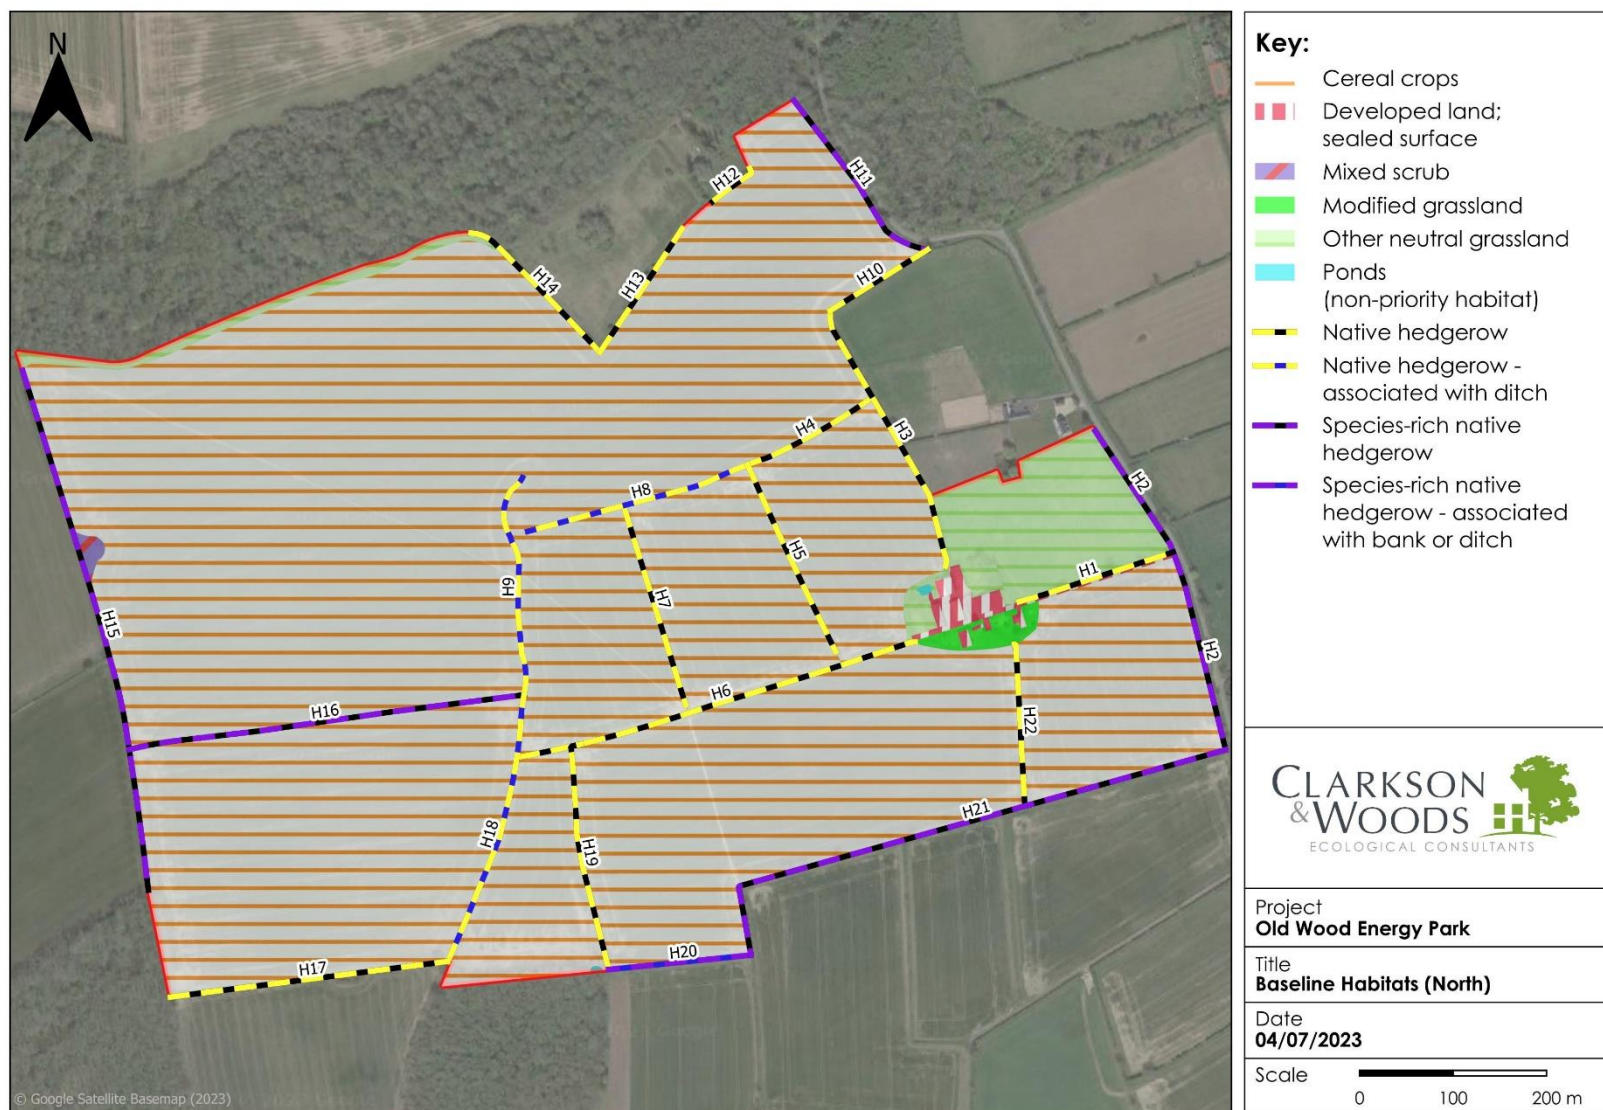 N
H12
H11
H14
H13
H10
H4
H3
H8
H2
H5
H1
H9
H7
H15
H2
H6
H16
H22
H21
H18
H19
H20
H17
© Google Satellite Basemap (2023)
Key:
Cereal crops
Developed land;
sealed surface
Mixed scrub
Modified grassland
Other neutral grassland
Ponds
(non-priority habitat)
Native hedgerow
Native hedgerow -
associated with ditch
Species-rich native
hedgerow
Species-rich native
hedgerow - associated
with bank or ditch
CLARKSON
&WOODS
ECOLOGICAL CONSULTANTS
Project
Old Wood Energy Park
Title
Baseline Habitats (North)
Date
04/07/2023
Scale
0 100 200 m